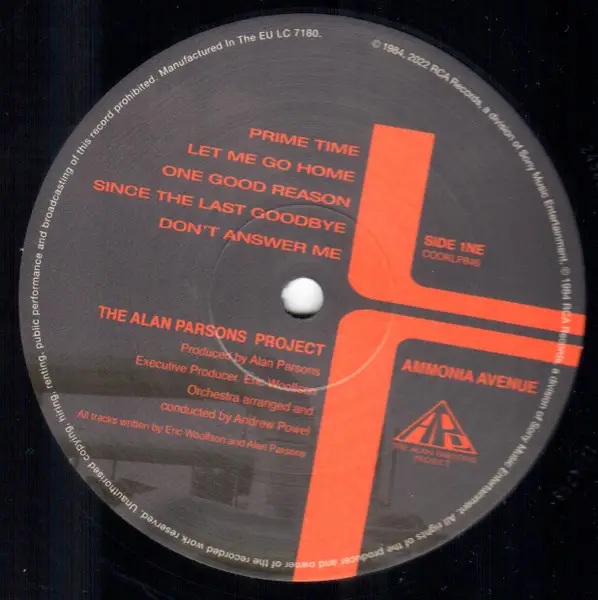 PRIME TIME
LET ME GO HOME
ONE GOOD REASON
SINCE THE LAST GOODBYE
DON'T ANSWER ME
SIDE 1NE
THE ALAN PARSONS PROJECT
Produced by Alan Parsons
Executive Producer Eric Woolfson
Orchestra arranged and
conducted by Andrew Powel
All tracks written by Eric Woolfson and Alan Parsons
AMMONIA AVENUE
THE ALAN PARSONS
PROJECT
© 1984, 2022 RCA Records, a division of Sony Music Entertainment. ℗ 1984 RCA Records, a division of Sony Music Entertainment. All rights of the producer and owner of the recorded work reserved. Unauthorised copying, hiring, renting, public performance and broadcasting of this record prohibited. Manufactured In The EU LC 7160.